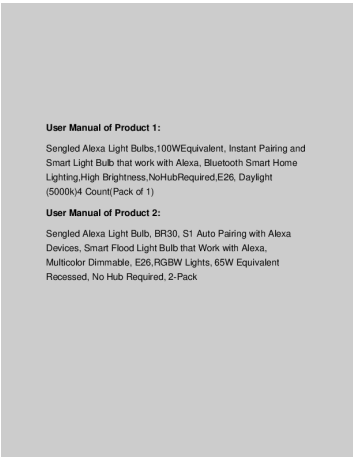 User Manual of Product 1:
Sengled Alexa Light Bulbs,100WEquivalent, Instant Pairing and
Smart Light Bulb that work with Alexa, Bluetooth Smart Home
Lighting,High Brightness,NoHubRequired,E26, Daylight
(5000k)4 Count(Pack of 1)
User Manual of Product 2:
Sengled Alexa Light Bulb, BR30, S1 Auto Pairing with Alexa
Devices, Smart Flood Light Bulb that Work with Alexa,
Multicolor Dimmable, E26,RGBW Lights, 65W Equivalent
Recessed, No Hub Required, 2-Pack